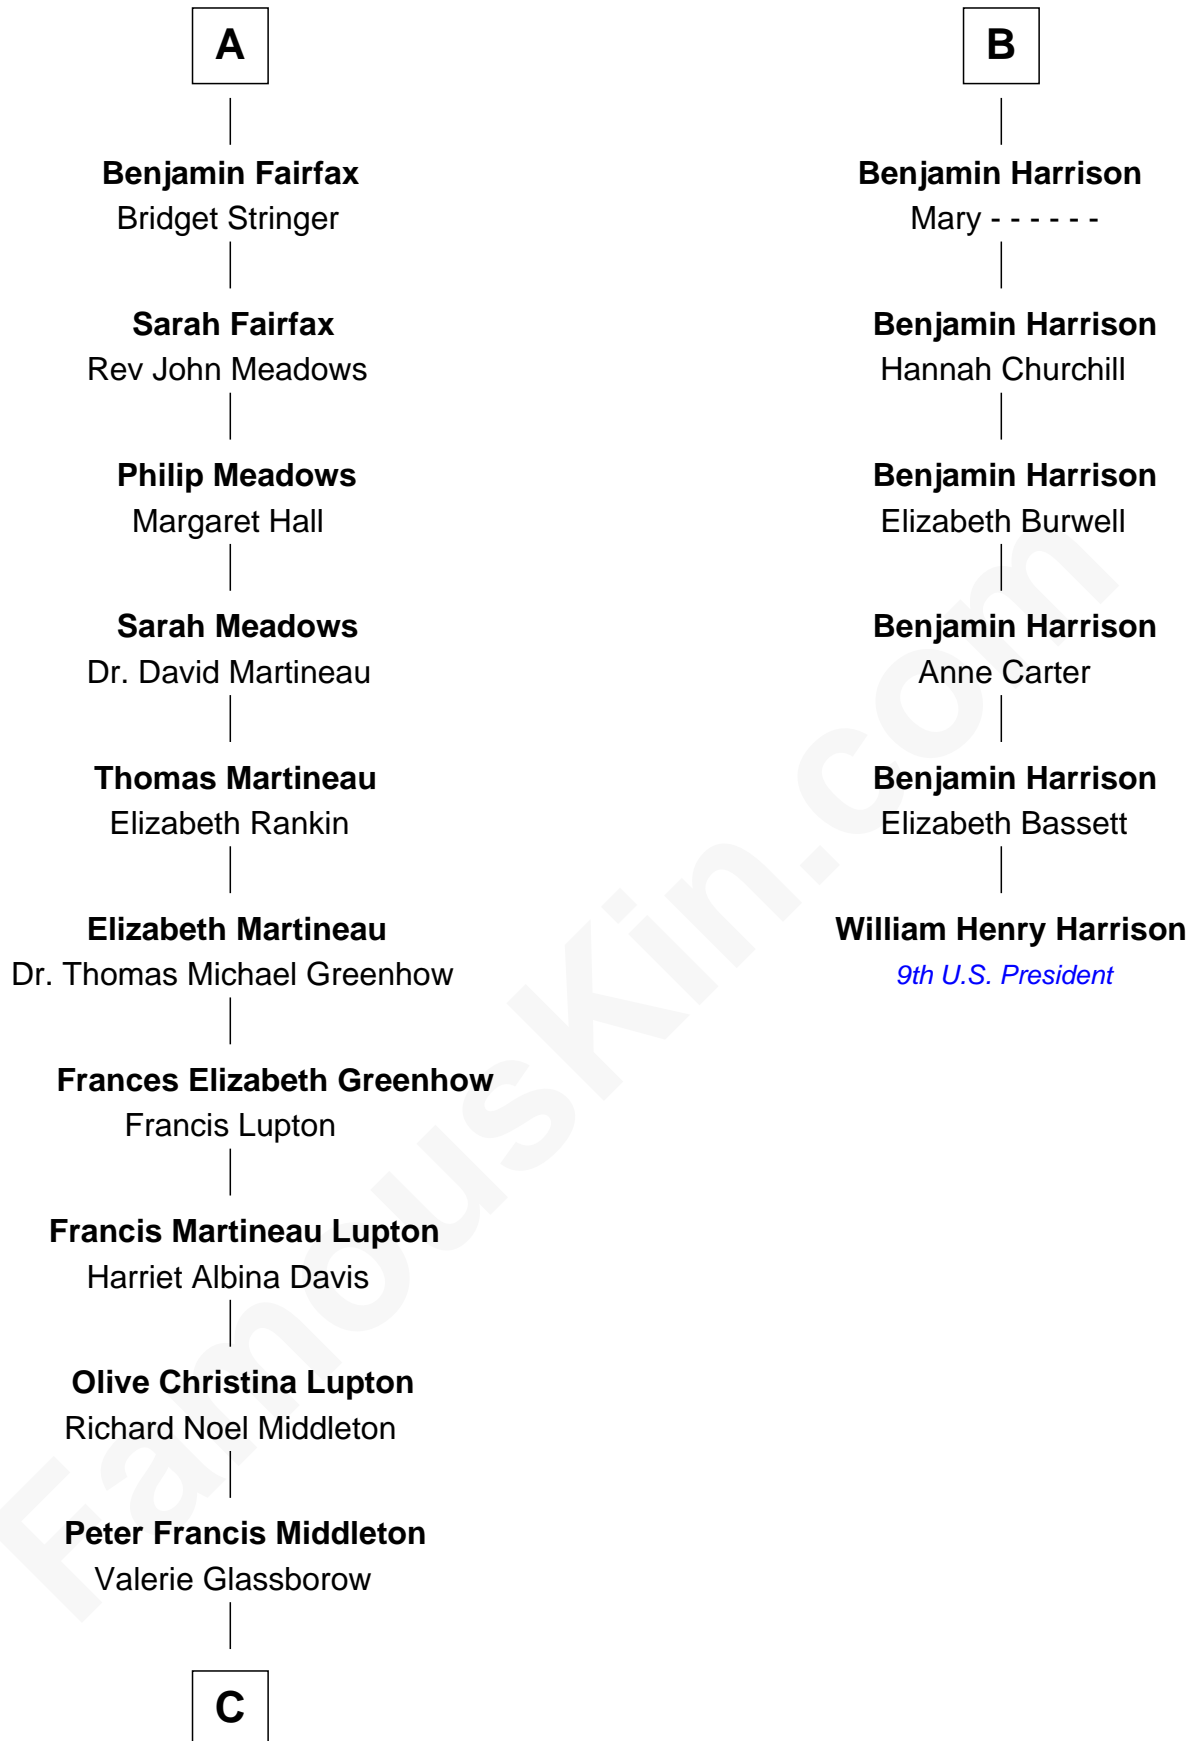 A
Benjamin Fairfax
Bridget Stringer
Sarah Fairfax
Rev John Meadows
Philip Meadows
Margaret Hall
Sarah Meadows
Dr. David Martineau
Thomas Martineau
Elizabeth Rankin
Elizabeth Martineau
Dr. Thomas Michael Greenhow
Frances Elizabeth Greenhow
Francis Lupton
Francis Martineau Lupton
Harriet Albina Davis
Olive Christina Lupton
Richard Noel Middleton
Peter Francis Middleton
Valerie Glassborow
C
B
Benjamin Harrison
Mary - - - - - -
Benjamin Harrison
Hannah Churchill
Benjamin Harrison
Elizabeth Burwell
Benjamin Harrison
Anne Carter
Benjamin Harrison
Elizabeth Bassett
William Henry Harrison
9th U.S. President
FamousKin.com